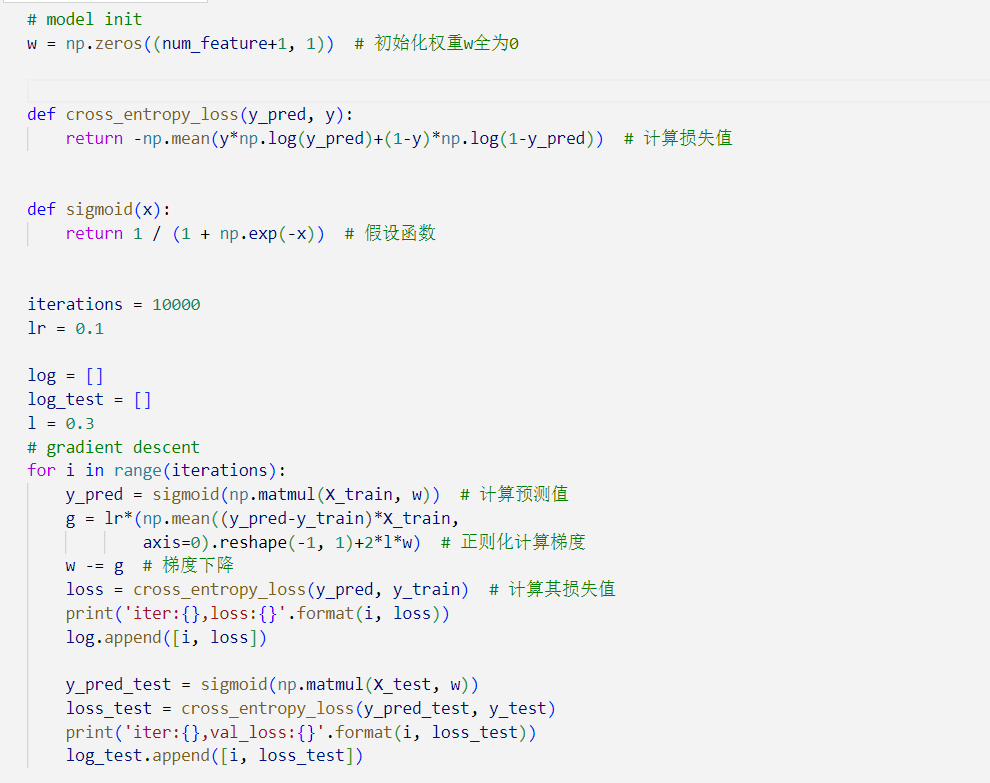 # model init
w = np.zeros((num_feature+1, 1))  # 初始化权重w全为0
def cross_entropy_loss(y_pred, y):
    return -np.mean(y*np.log(y_pred)+(1-y)*np.log(1-y_pred))  # 计算损失值
def sigmoid(x):
    return 1 / (1 + np.exp(-x))  # 假设函数
iterations = 10000
lr = 0.1
log = []
log_test = []
l = 0.3
# gradient descent
for i in range(iterations):
    y_pred = sigmoid(np.matmul(X_train, w))  # 计算预测值
    g = lr*(np.mean((y_pred-y_train)*X_train,
            axis=0).reshape(-1, 1)+2*l*w)  # 正则化计算梯度
    w -= g  # 梯度下降
    loss = cross_entropy_loss(y_pred, y_train)  # 计算其损失值
    print('iter:{},loss:{}'.format(i, loss))
    log.append([i, loss])
    y_pred_test = sigmoid(np.matmul(X_test, w))
    loss_test = cross_entropy_loss(y_pred_test, y_test)
    print('iter:{},val_loss:{}'.format(i, loss_test))
    log_test.append([i, loss_test])